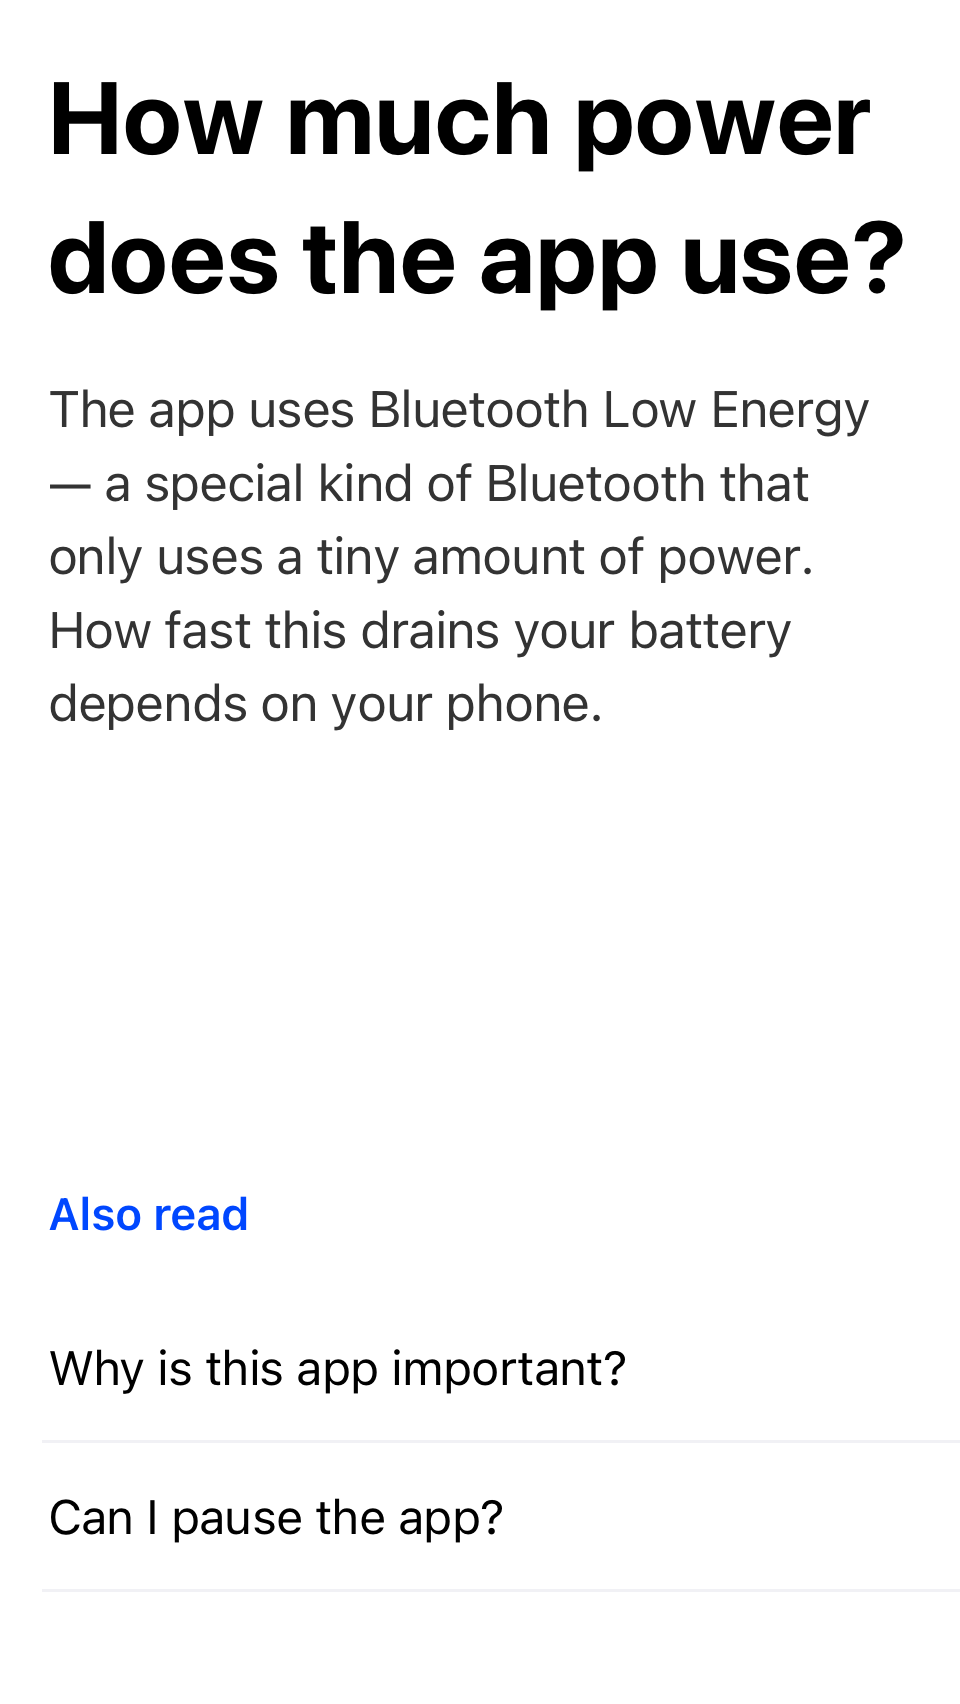 How much power
does the app use?
The app uses Bluetooth Low Energy
— a special kind of Bluetooth that
only uses a tiny amount of power.
How fast this drains your battery
depends on your phone.
Also read
Why is this app important?
Can I pause the app?